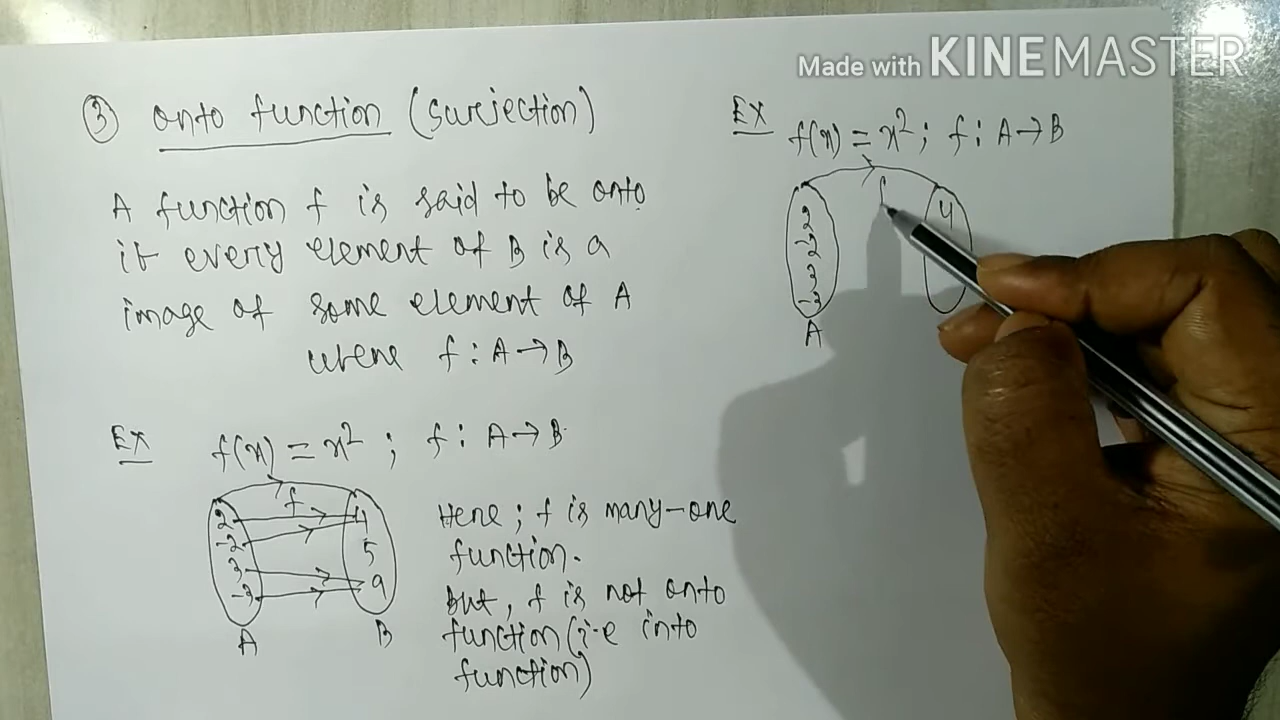 ③ onto function (surjection)
A function f is said to be onto
if every element of B is a
image of some element of A
where f : A → B
EX f(x) = x² ; f : A → B
f
2 4
-2 5
3 9
-3
A B
Here ; f is many-one
function.
But, f is not onto
function (i.e into
function)
Made with KINEMASTER
EX f(x) = x² ; f : A → B
f
2 4
-2
3
-3
A